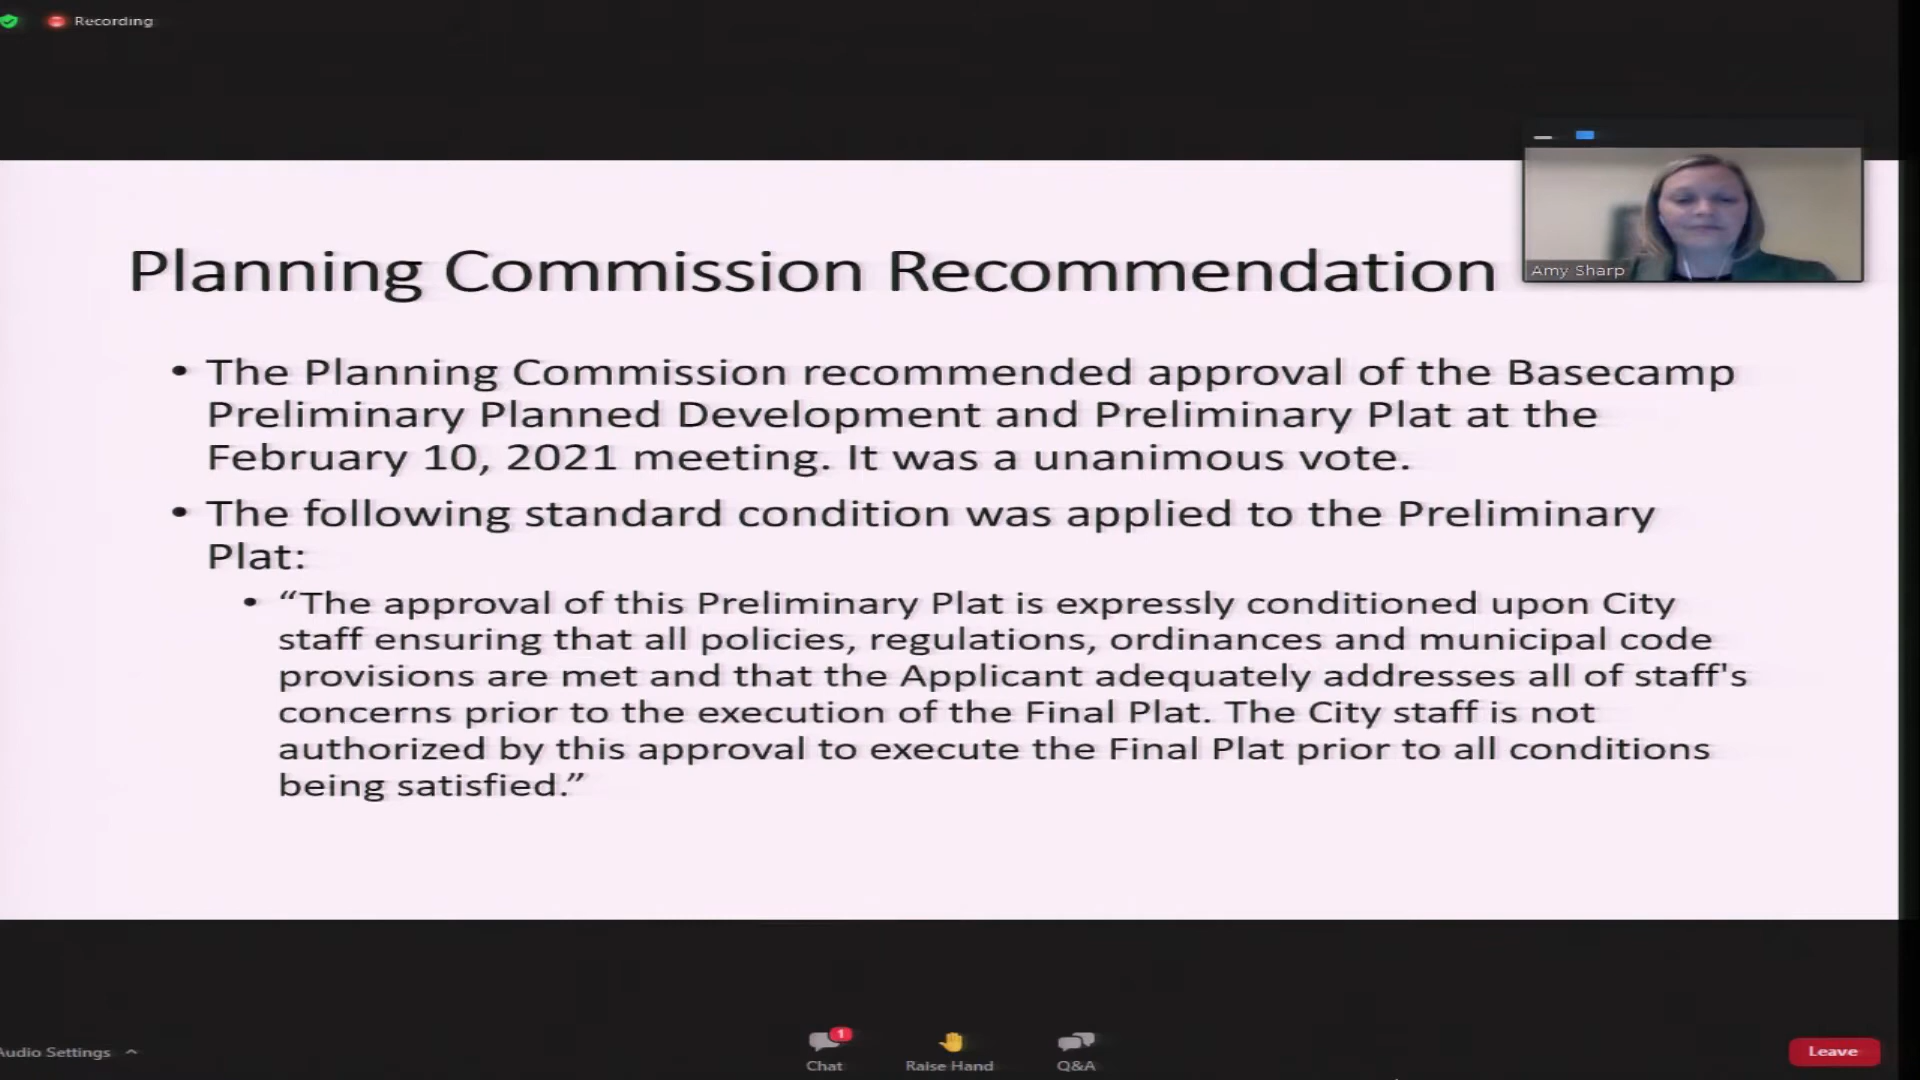 Recording
Amy Sharp
Planning Commission Recommendation
• The Planning Commission recommended approval of the Basecamp
Preliminary Planned Development and Preliminary Plat at the
February 10, 2021 meeting. It was a unanimous vote.
• The following standard condition was applied to the Preliminary
Plat:
• “The approval of this Preliminary Plat is expressly conditioned upon City
staff ensuring that all policies, regulations, ordinances and municipal code
provisions are met and that the Applicant adequately addresses all of staff's
concerns prior to the execution of the Final Plat. The City staff is not
authorized by this approval to execute the Final Plat prior to all conditions
being satisfied.”
Audio Settings
1
Chat
Raise Hand
Q&A
Leave